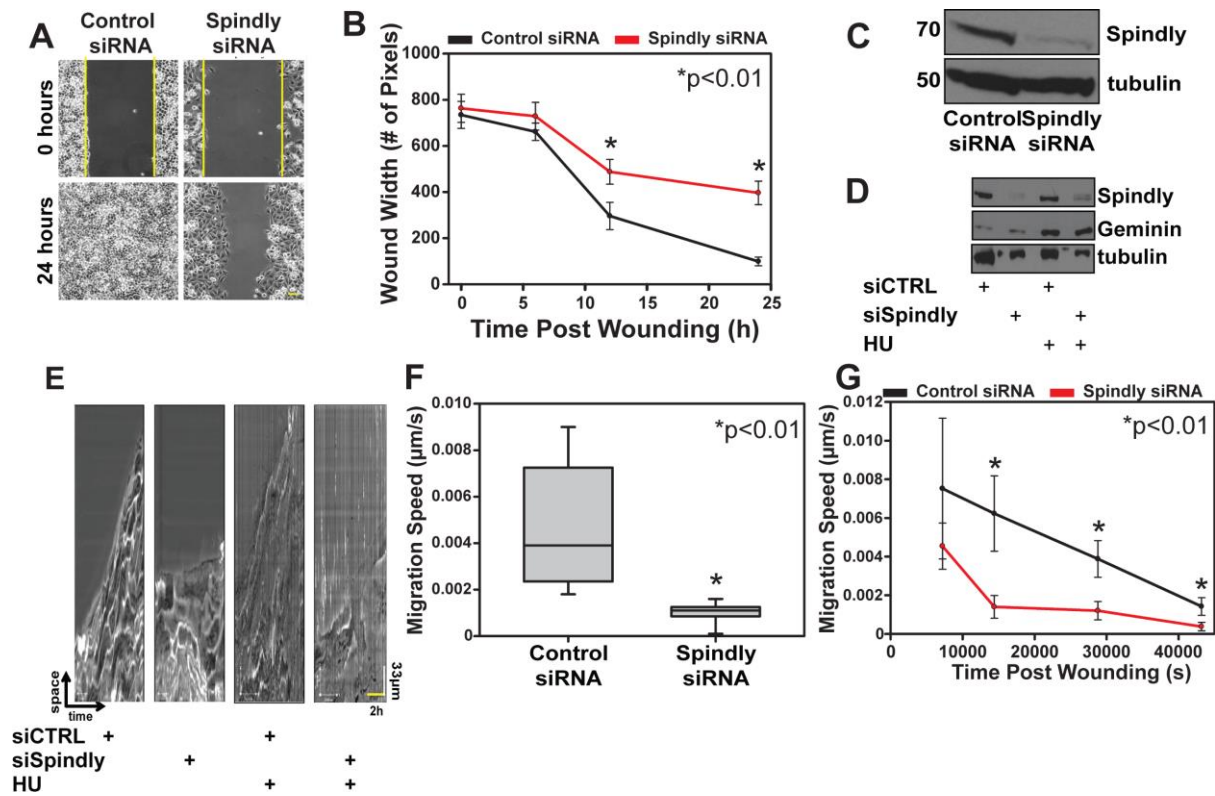 A
Control siRNA
Spindly siRNA
0 hours
24 hours
B
Control siRNA
Spindly siRNA
*p<0.01
Wound Width (# of Pixels)
1000
800
600
400
200
0
*
*
0
5
10
15
20
25
Time Post Wounding (h)
C
70
Spindly
50
tubulin
Control siRNA
Spindly siRNA
D
Spindly
Geminin
tubulin
siCTRL + +
siSpindly + +
HU + +
E
space
time
33µm
2h
siCTRL + +
siSpindly + +
HU + +
F
Migration Speed (µm/s)
0.010
0.008
0.006
0.004
0.002
0
*p<0.01
*
Control siRNA
Spindly siRNA
G
Control siRNA
Spindly siRNA
Migration Speed (µm/s)
0.012
0.010
0.008
0.006
0.004
0.002
0
*p<0.01
*
*
*
10000
20000
30000
40000
Time Post Wounding (s)